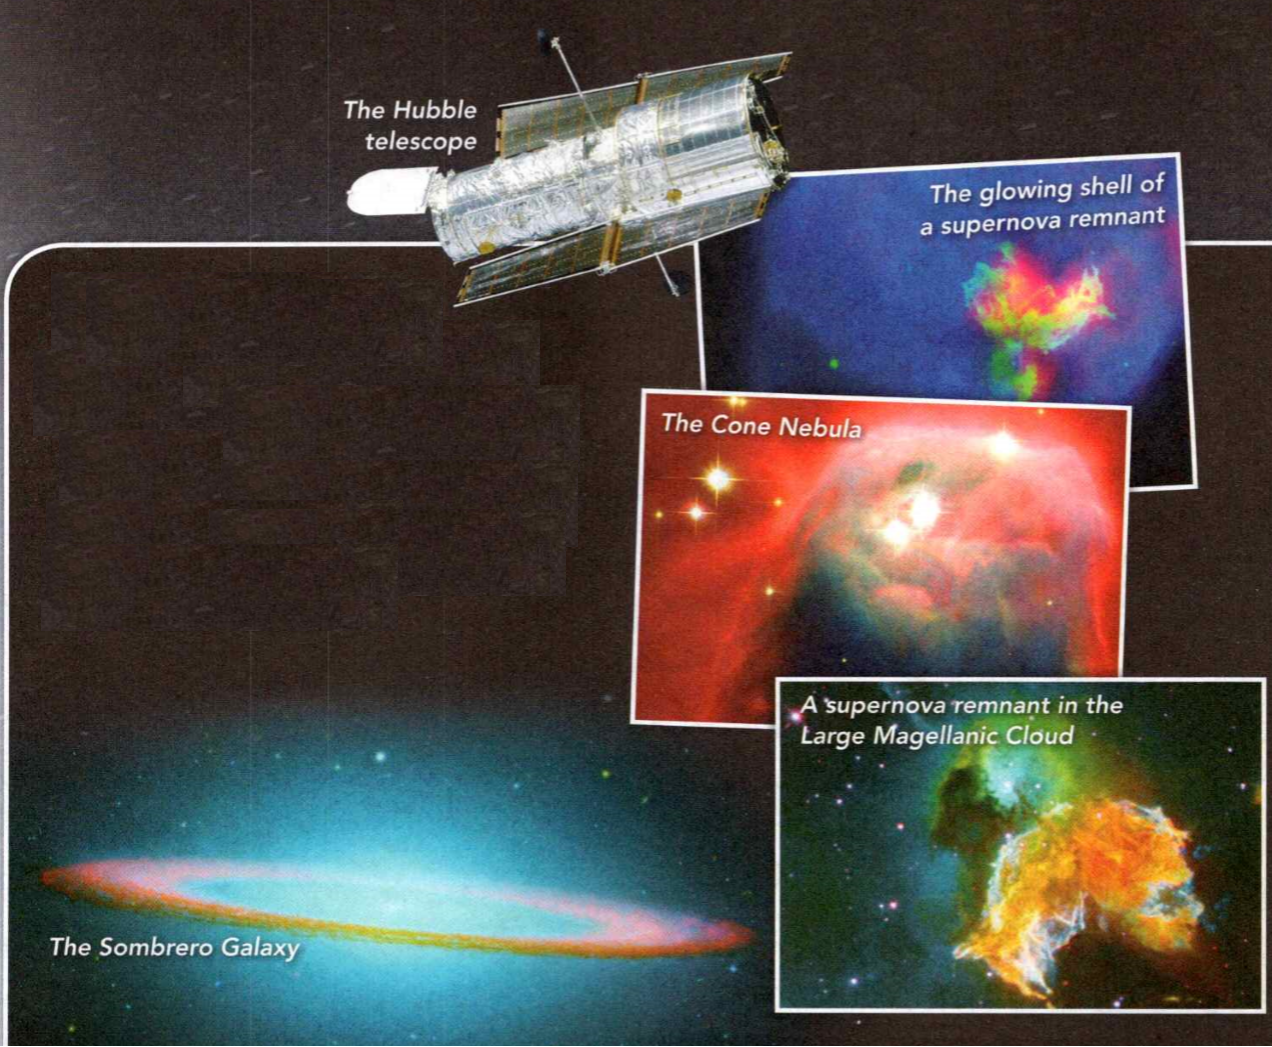 The Hubble
telescope
The glowing shell of
a supernova remnant
The Cone Nebula
A supernova remnant in the
Large Magellanic Cloud
The Sombrero Galaxy